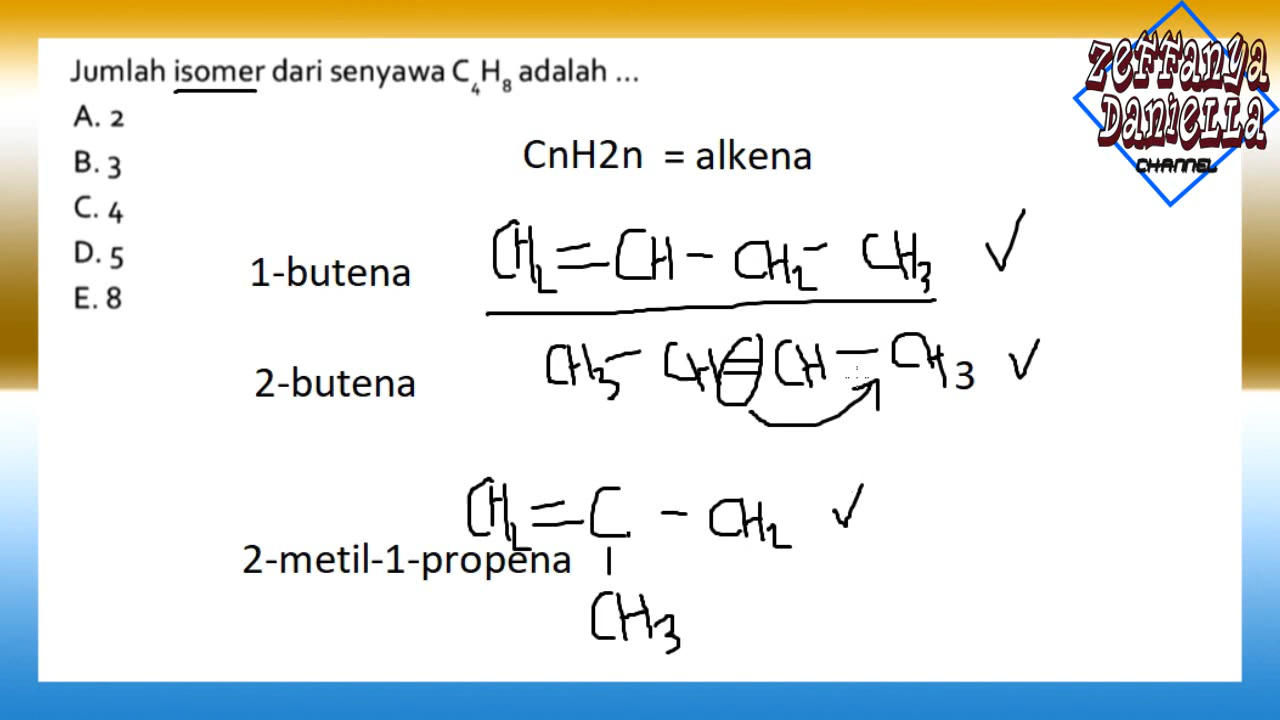 Jumlah isomer dari senyawa C₄H₈ adalah ...
A. 2
B. 3
C. 4
D. 5
E. 8
CnH2n = alkena
1-butena
CH₂ = CH - CH₂ - CH₃ ✓
2-butena
CH₃ - CH = CH - CH₃ ✓
2-metil-1-propena
CH₂ = C - CH₂ ✓
|
CH₃
ZEFFANYA
DANIELLA
CHANNEL